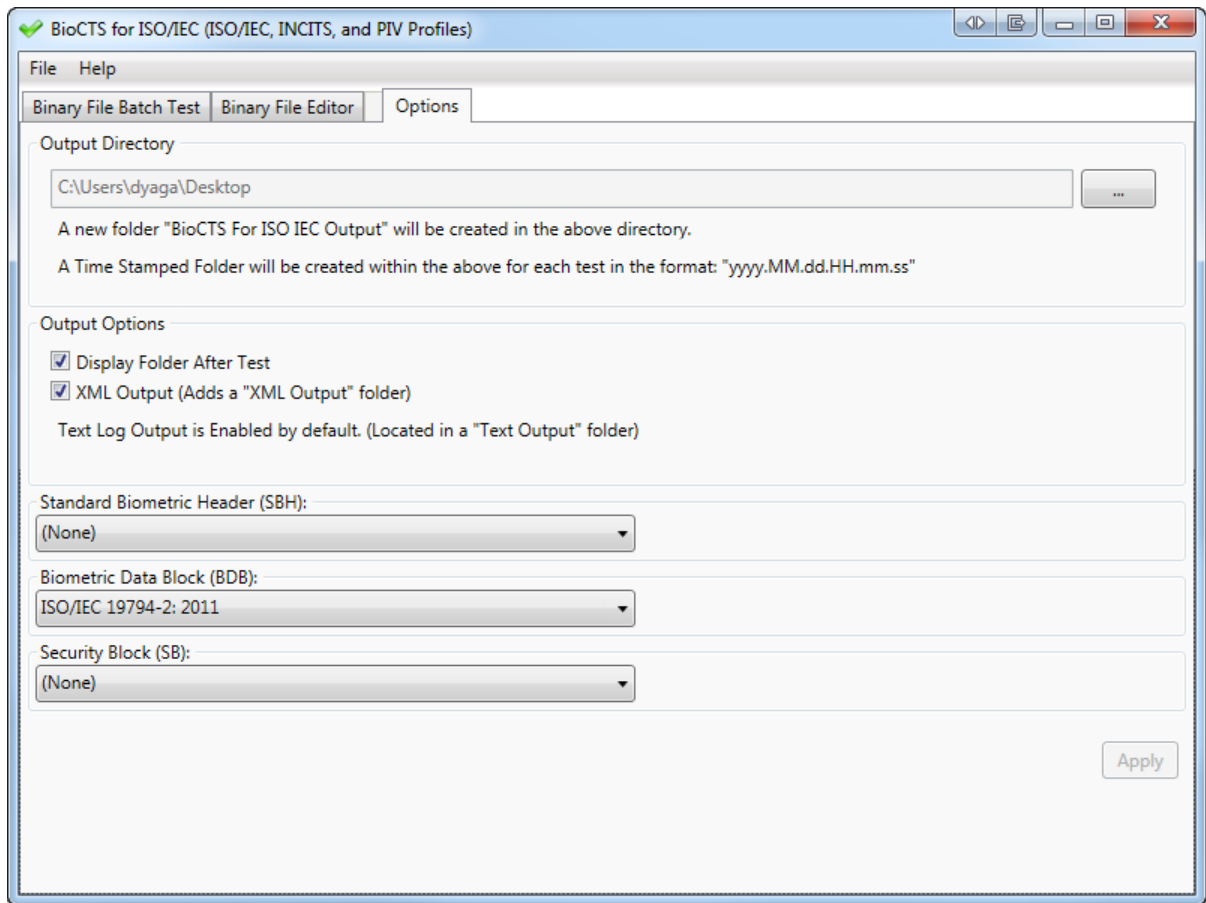 BioCTS for ISO/IEC (ISO/IEC, INCITS, and PIV Profiles)
File Help
Binary File Batch Test Binary File Editor Options
Output Directory
C:\Users\dyaga\Desktop
...
A new folder "BioCTS For ISO IEC Output" will be created in the above directory.
A Time Stamped Folder will be created within the above for each test in the format: "yyyy.MM.dd.HH.mm.ss"
Output Options
Display Folder After Test
XML Output (Adds a "XML Output" folder)
Text Log Output is Enabled by default. (Located in a "Text Output" folder)
Standard Biometric Header (SBH):
(None)
Biometric Data Block (BDB):
ISO/IEC 19794-2: 2011
Security Block (SB):
(None)
Apply